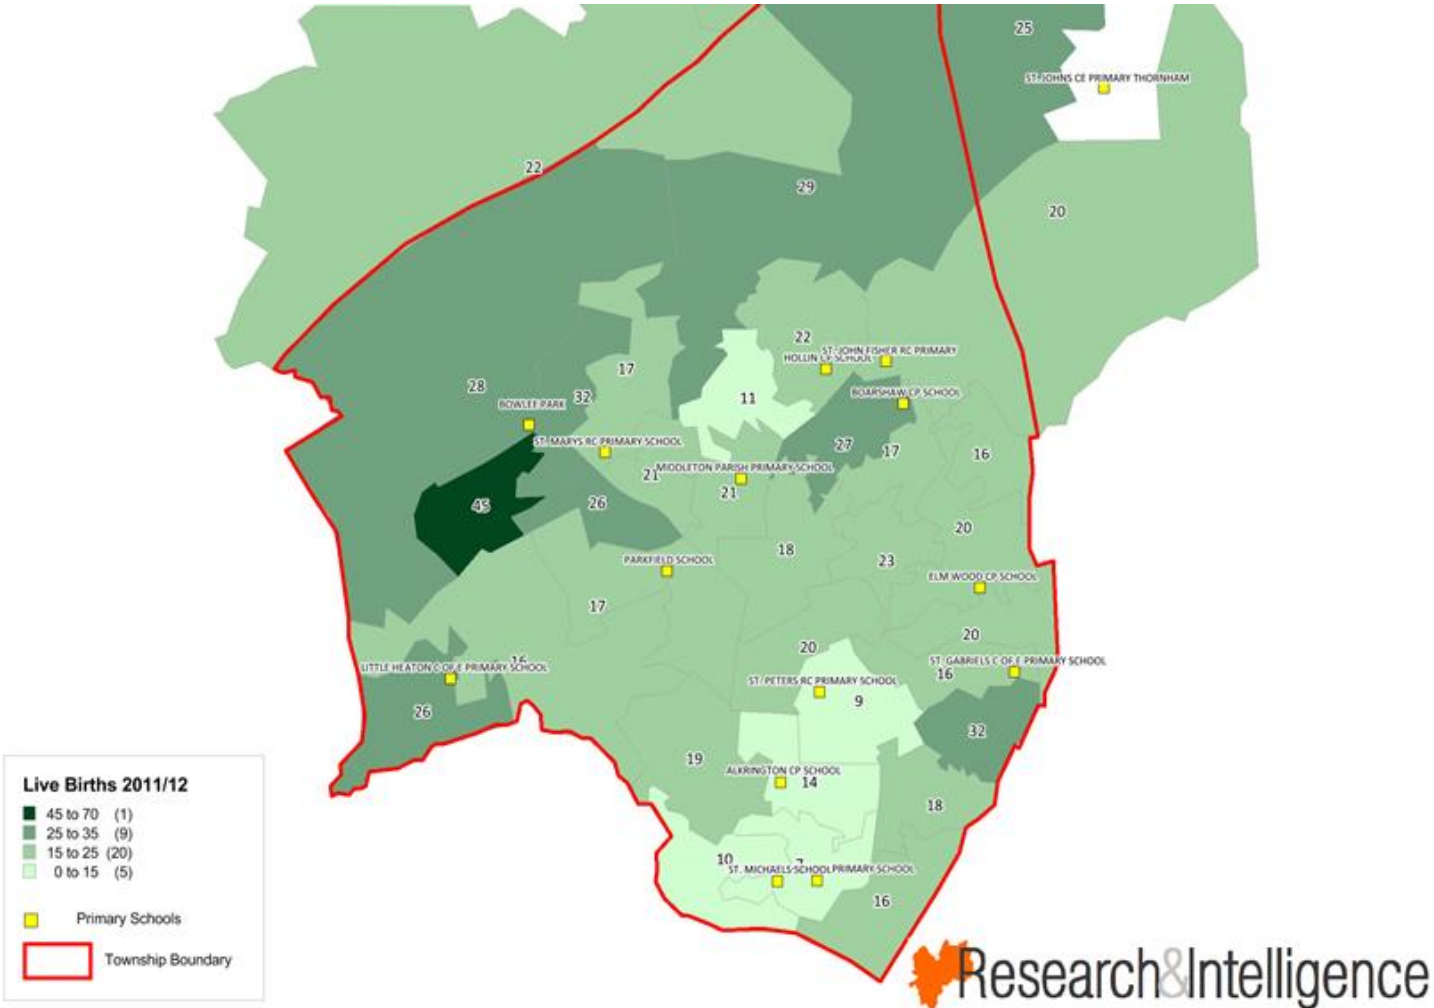 25
ST. JOHNS CE PRIMARY THORNHAM
22
29
20
22
ST. JOHN FISHER RC PRIMARY
HOLLIN CP SCHOOL
17
28
32
11
BOARSHAW CP SCHOOL
BOWLEE PARK
ST. MARYS RC PRIMARY SCHOOL
27
17
16
MIDDLETON PARISH PRIMARY SCHOOL
21
21
45
26
20
18
23
PARKFIELD SCHOOL
ELM WOOD CP SCHOOL
17
20
20
16
LITTLE HEATON C OF E PRIMARY SCHOOL
ST. GABRIELS C OF E PRIMARY SCHOOL
16
ST. PETERS RC PRIMARY SCHOOL
9
26
32
19
ALKRINGTON CP SCHOOL
14
18
10
7
ST. MICHAELS SCHOOL PRIMARY SCHOOL
16
Live Births 2011/12
45 to 70 (1)
25 to 35 (9)
15 to 25 (20)
0 to 15 (5)
Primary Schools
Township Boundary
Research&Intelligence